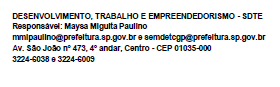 DESENVOLVIMENTO, TRABALHO E EMPREENDEDORISMO - SDTE
Responsável: Maysa Miguita Paulino
mmipaulino@prefeitura.sp.gov.br e semdetcgp@prefeitura.sp.gov.br
Av. São João nº 473, 4º andar, Centro - CEP 01035-000
3224-6038 e 3224-6009